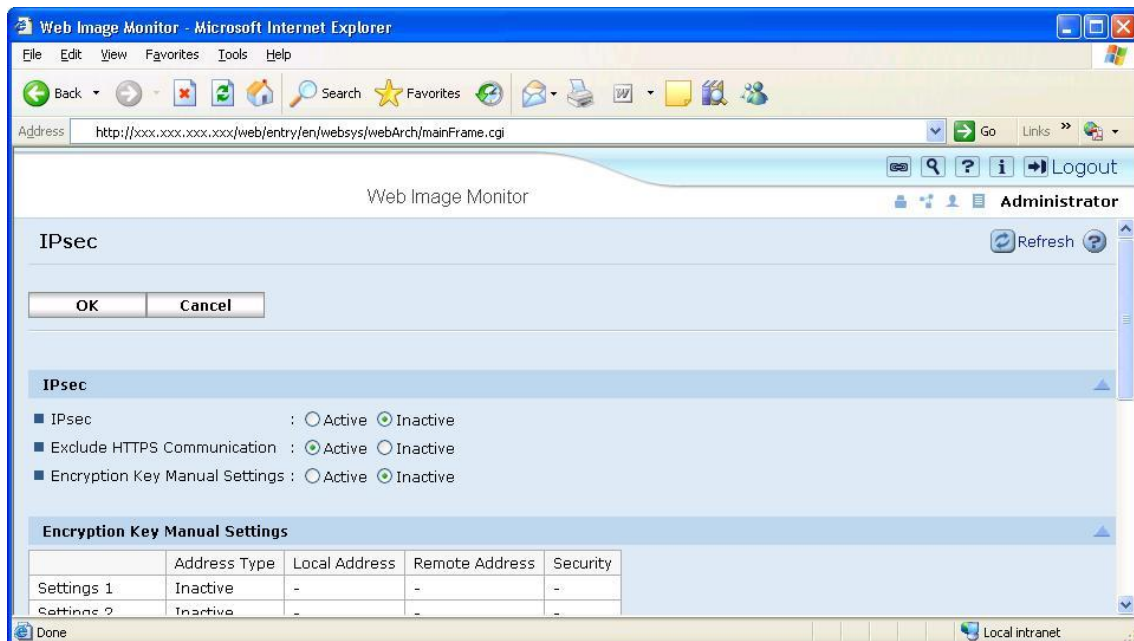 Web Image Monitor - Microsoft Internet Explorer
File Edit View Favorites Tools Help
Back Search Favorites
Address http://xxx.xxx.xxx.xxx/web/entry/en/websys/webArch/mainFrame.cgi Go Links »
Logout
Web Image Monitor
Administrator
IPsec Refresh
OK Cancel
IPsec
IPsec : Active Inactive
Exclude HTTPS Communication : Active Inactive
Encryption Key Manual Settings : Active Inactive
Encryption Key Manual Settings
Address Type Local Address Remote Address Security
Settings 1 Inactive - - -
Settings 2 Inactive - - -
Done Local intranet